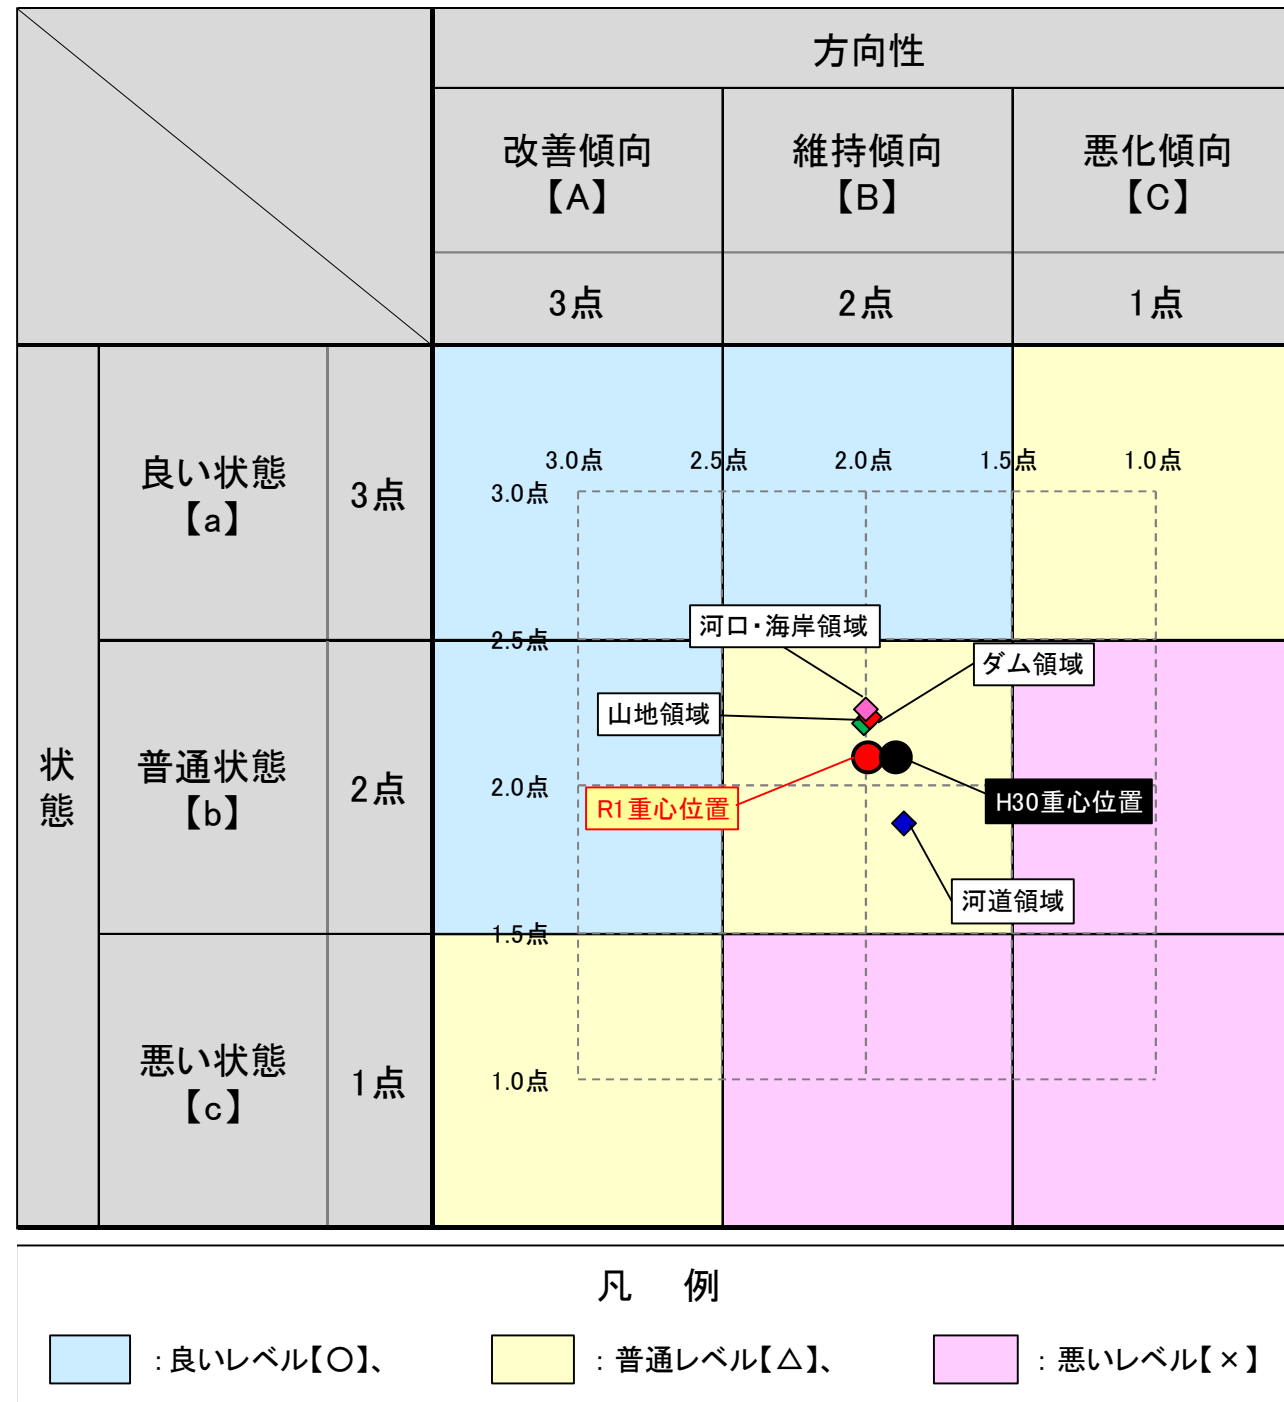 方向性
改善傾向
【A】
維持傾向
【B】
悪化傾向
【C】
3点
2点
1点
状態
良い状態
【a】
3点
普通状態
【b】
2点
悪い状態
【c】
1点
3.0点
2.5点
2.0点
1.5点
1.0点
3.0点
2.5点
2.0点
1.5点
1.0点
河口・海岸領域
ダム領域
山地領域
R1重心位置
H30重心位置
河道領域
凡 例
：良いレベル【〇】、
：普通レベル【△】、
：悪いレベル【×】